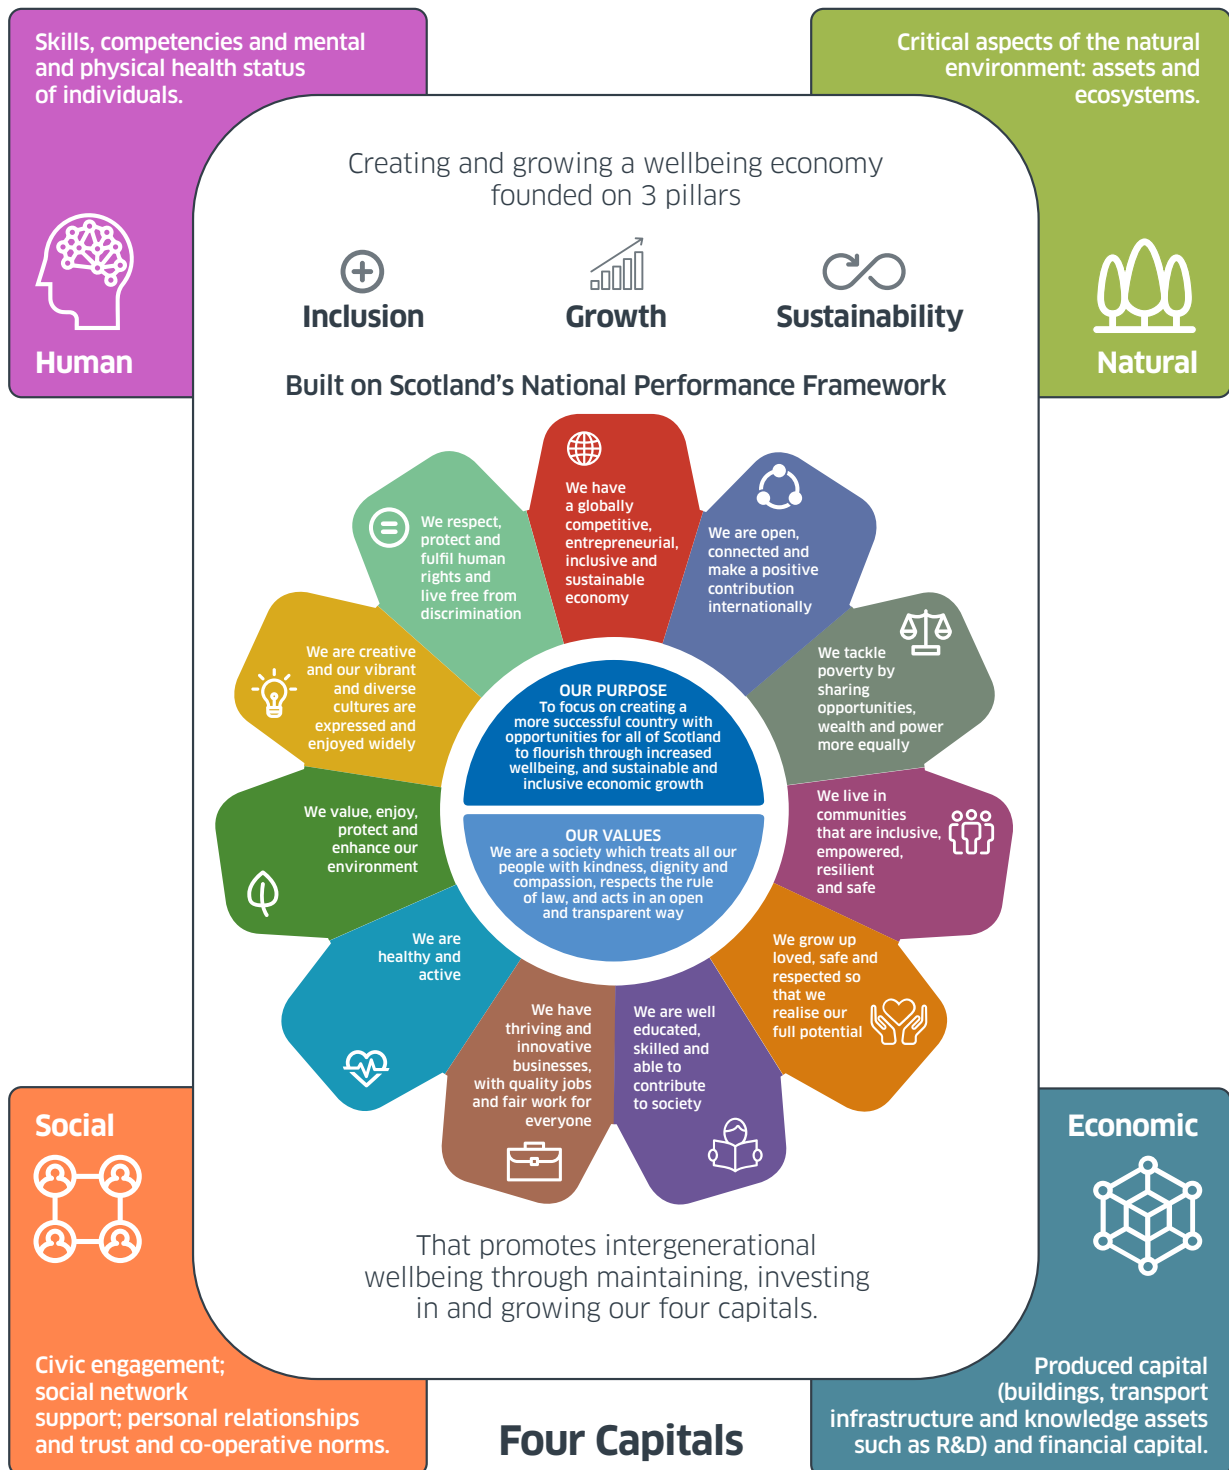 Skills, competencies and mental
and physical health status
of individuals.
Human
Critical aspects of the natural
environment: assets and
ecosystems.
Natural
Creating and growing a wellbeing economy
founded on 3 pillars
Inclusion
Growth
Sustainability
Built on Scotland's National Performance Framework
We have
a globally
competitive,
entrepreneurial,
inclusive and
sustainable
economy
We are open,
connected and
make a positive
contribution
internationally
We tackle
poverty by
sharing
opportunities,
wealth and power
more equally
We live in
communities
that are inclusive,
empowered,
resilient
and safe
We grow up
loved, safe and
respected so
that we
realise our
full potential
We are well
educated,
skilled and
able to
contribute
to society
We have
thriving and
innovative
businesses,
with quality jobs
and fair work for
everyone
We are
healthy and
active
We value, enjoy,
protect and
enhance our
environment
We are creative
and our vibrant
and diverse
cultures are
expressed and
enjoyed widely
We respect,
protect and
fulfil human
rights and
live free from
discrimination
OUR PURPOSE
To focus on creating a
more successful country with
opportunities for all of Scotland
to flourish through increased
wellbeing, and sustainable and
inclusive economic growth
OUR VALUES
We are a society which treats all our
people with kindness, dignity and
compassion, respects the rule
of law, and acts in an open
and transparent way
That promotes intergenerational
wellbeing through maintaining, investing
in and growing our four capitals.
Social
Civic engagement;
social network
support; personal relationships
and trust and co-operative norms.
Economic
Produced capital
(buildings, transport
infrastructure and knowledge assets
such as R&D) and financial capital.
Four Capitals